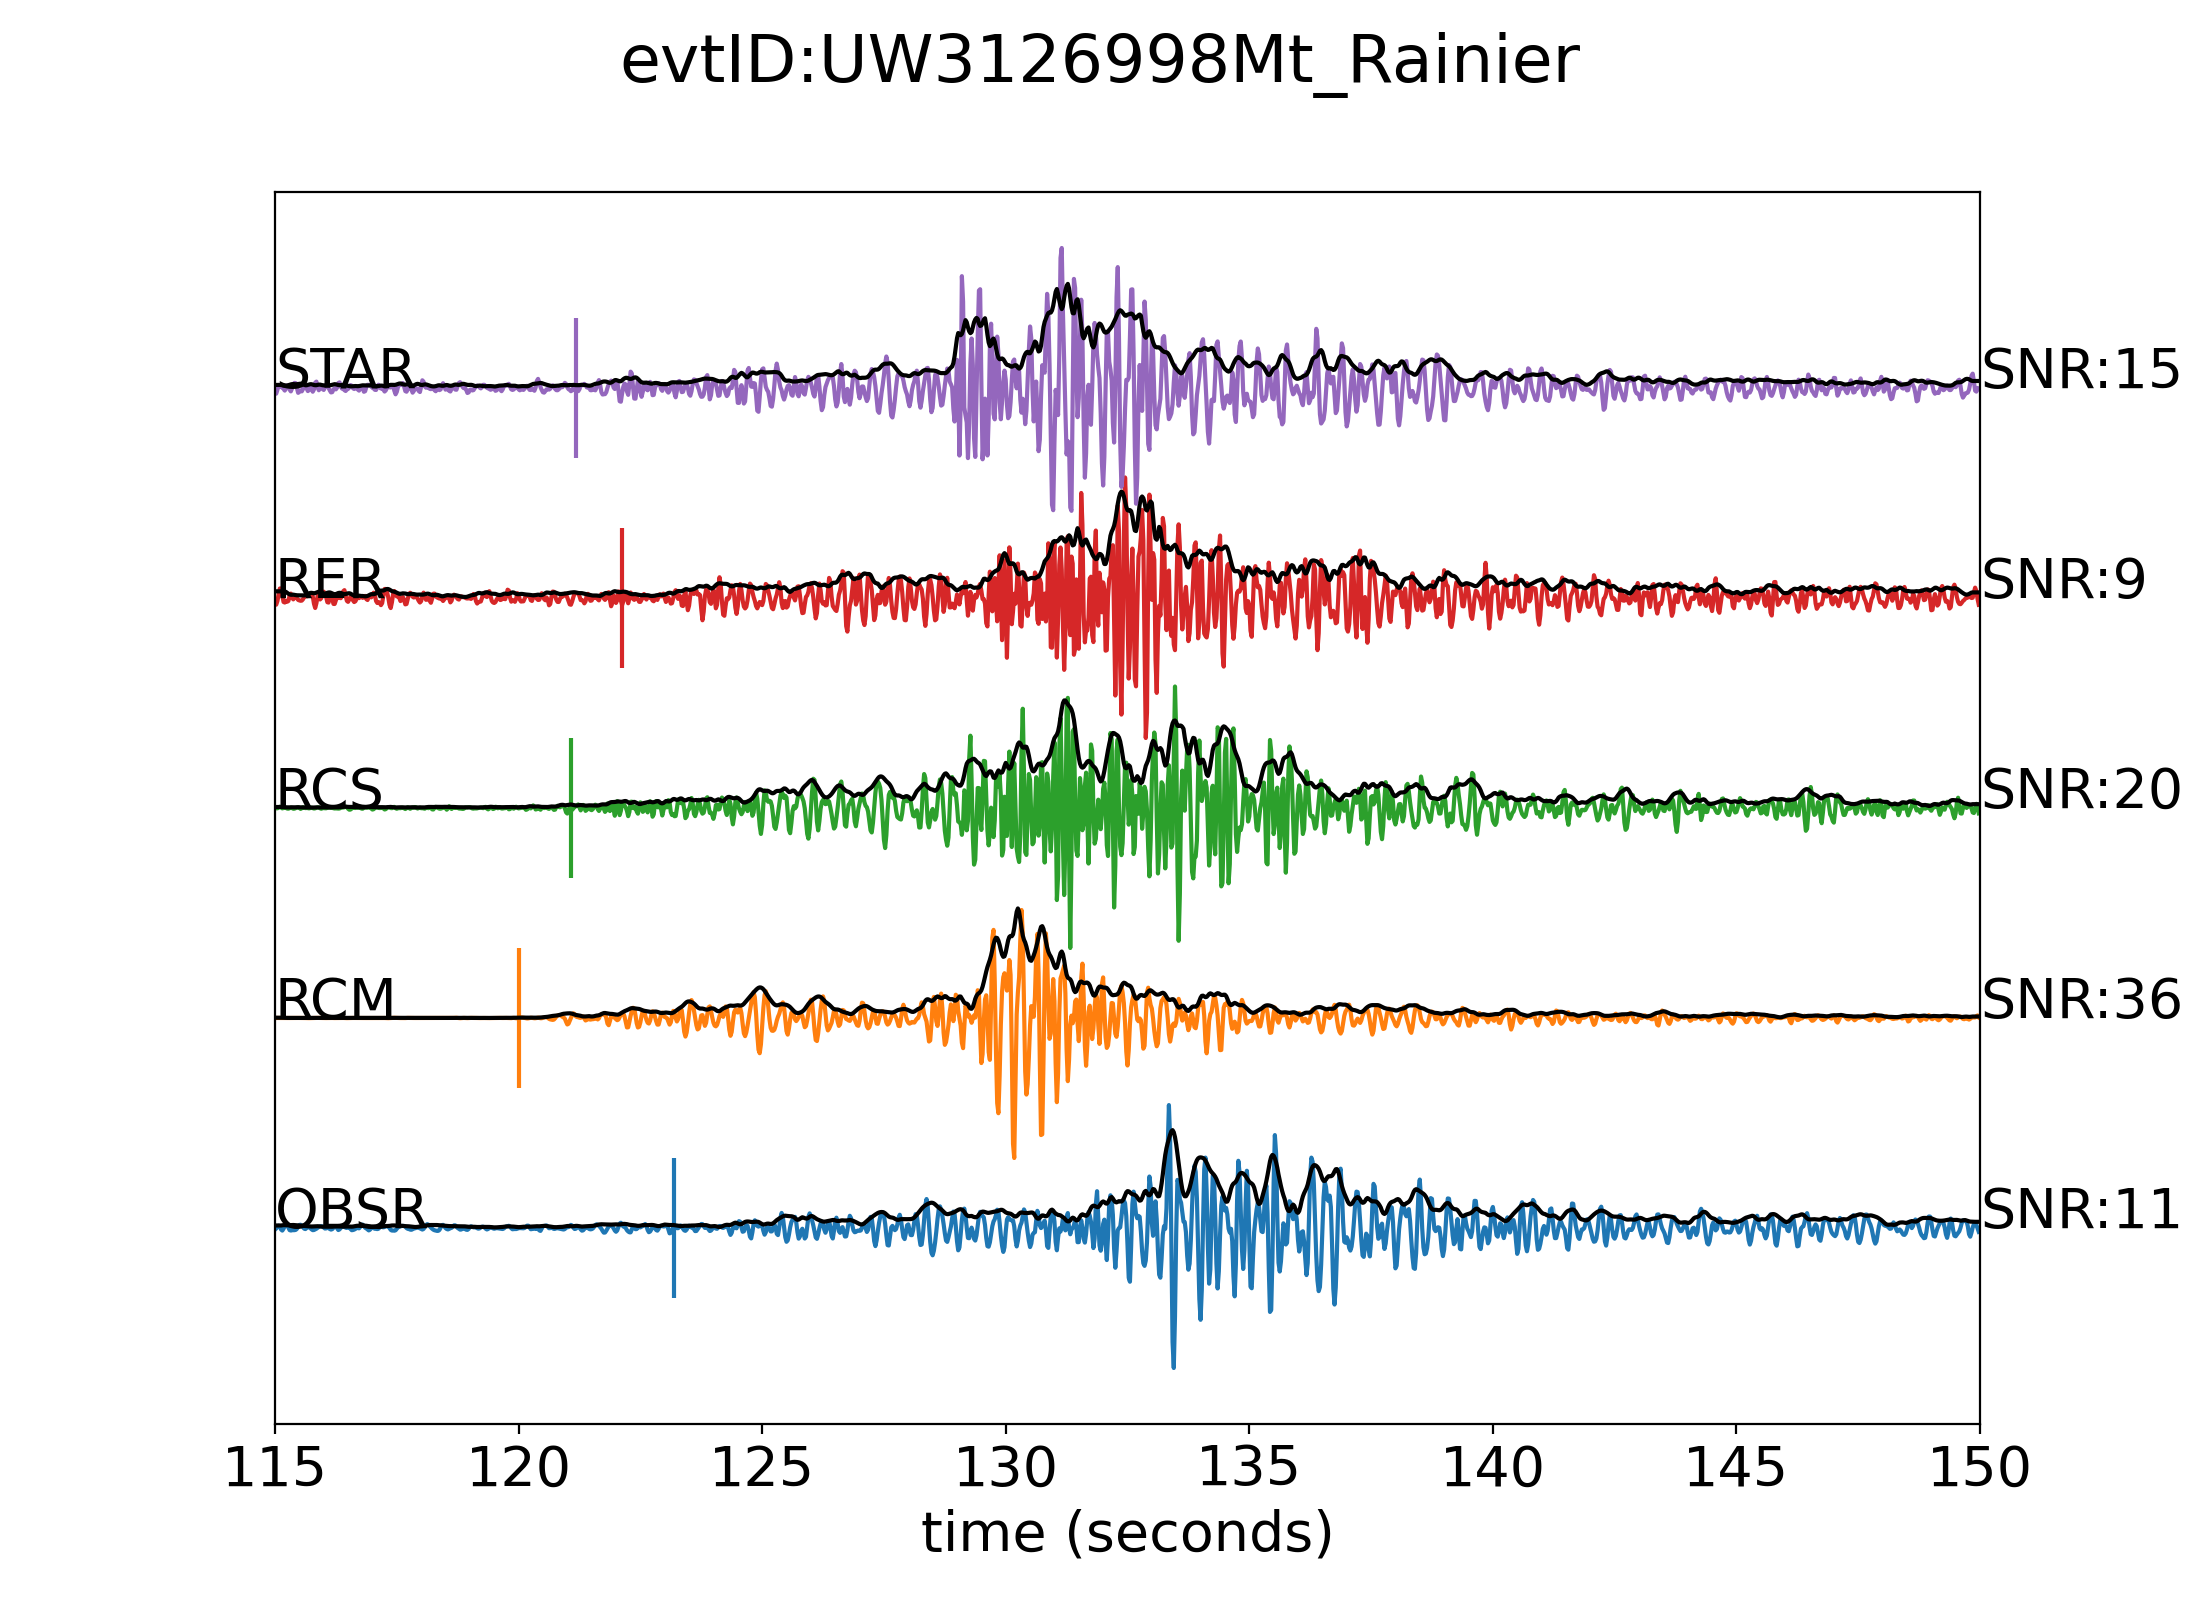 evtID:UW3126998Mt_Rainier
STAR SNR:15
RER SNR:9
RCS SNR:20
RCM SNR:36
OBSR SNR:11
115 120 125 130 135 140 145 150
time (seconds)